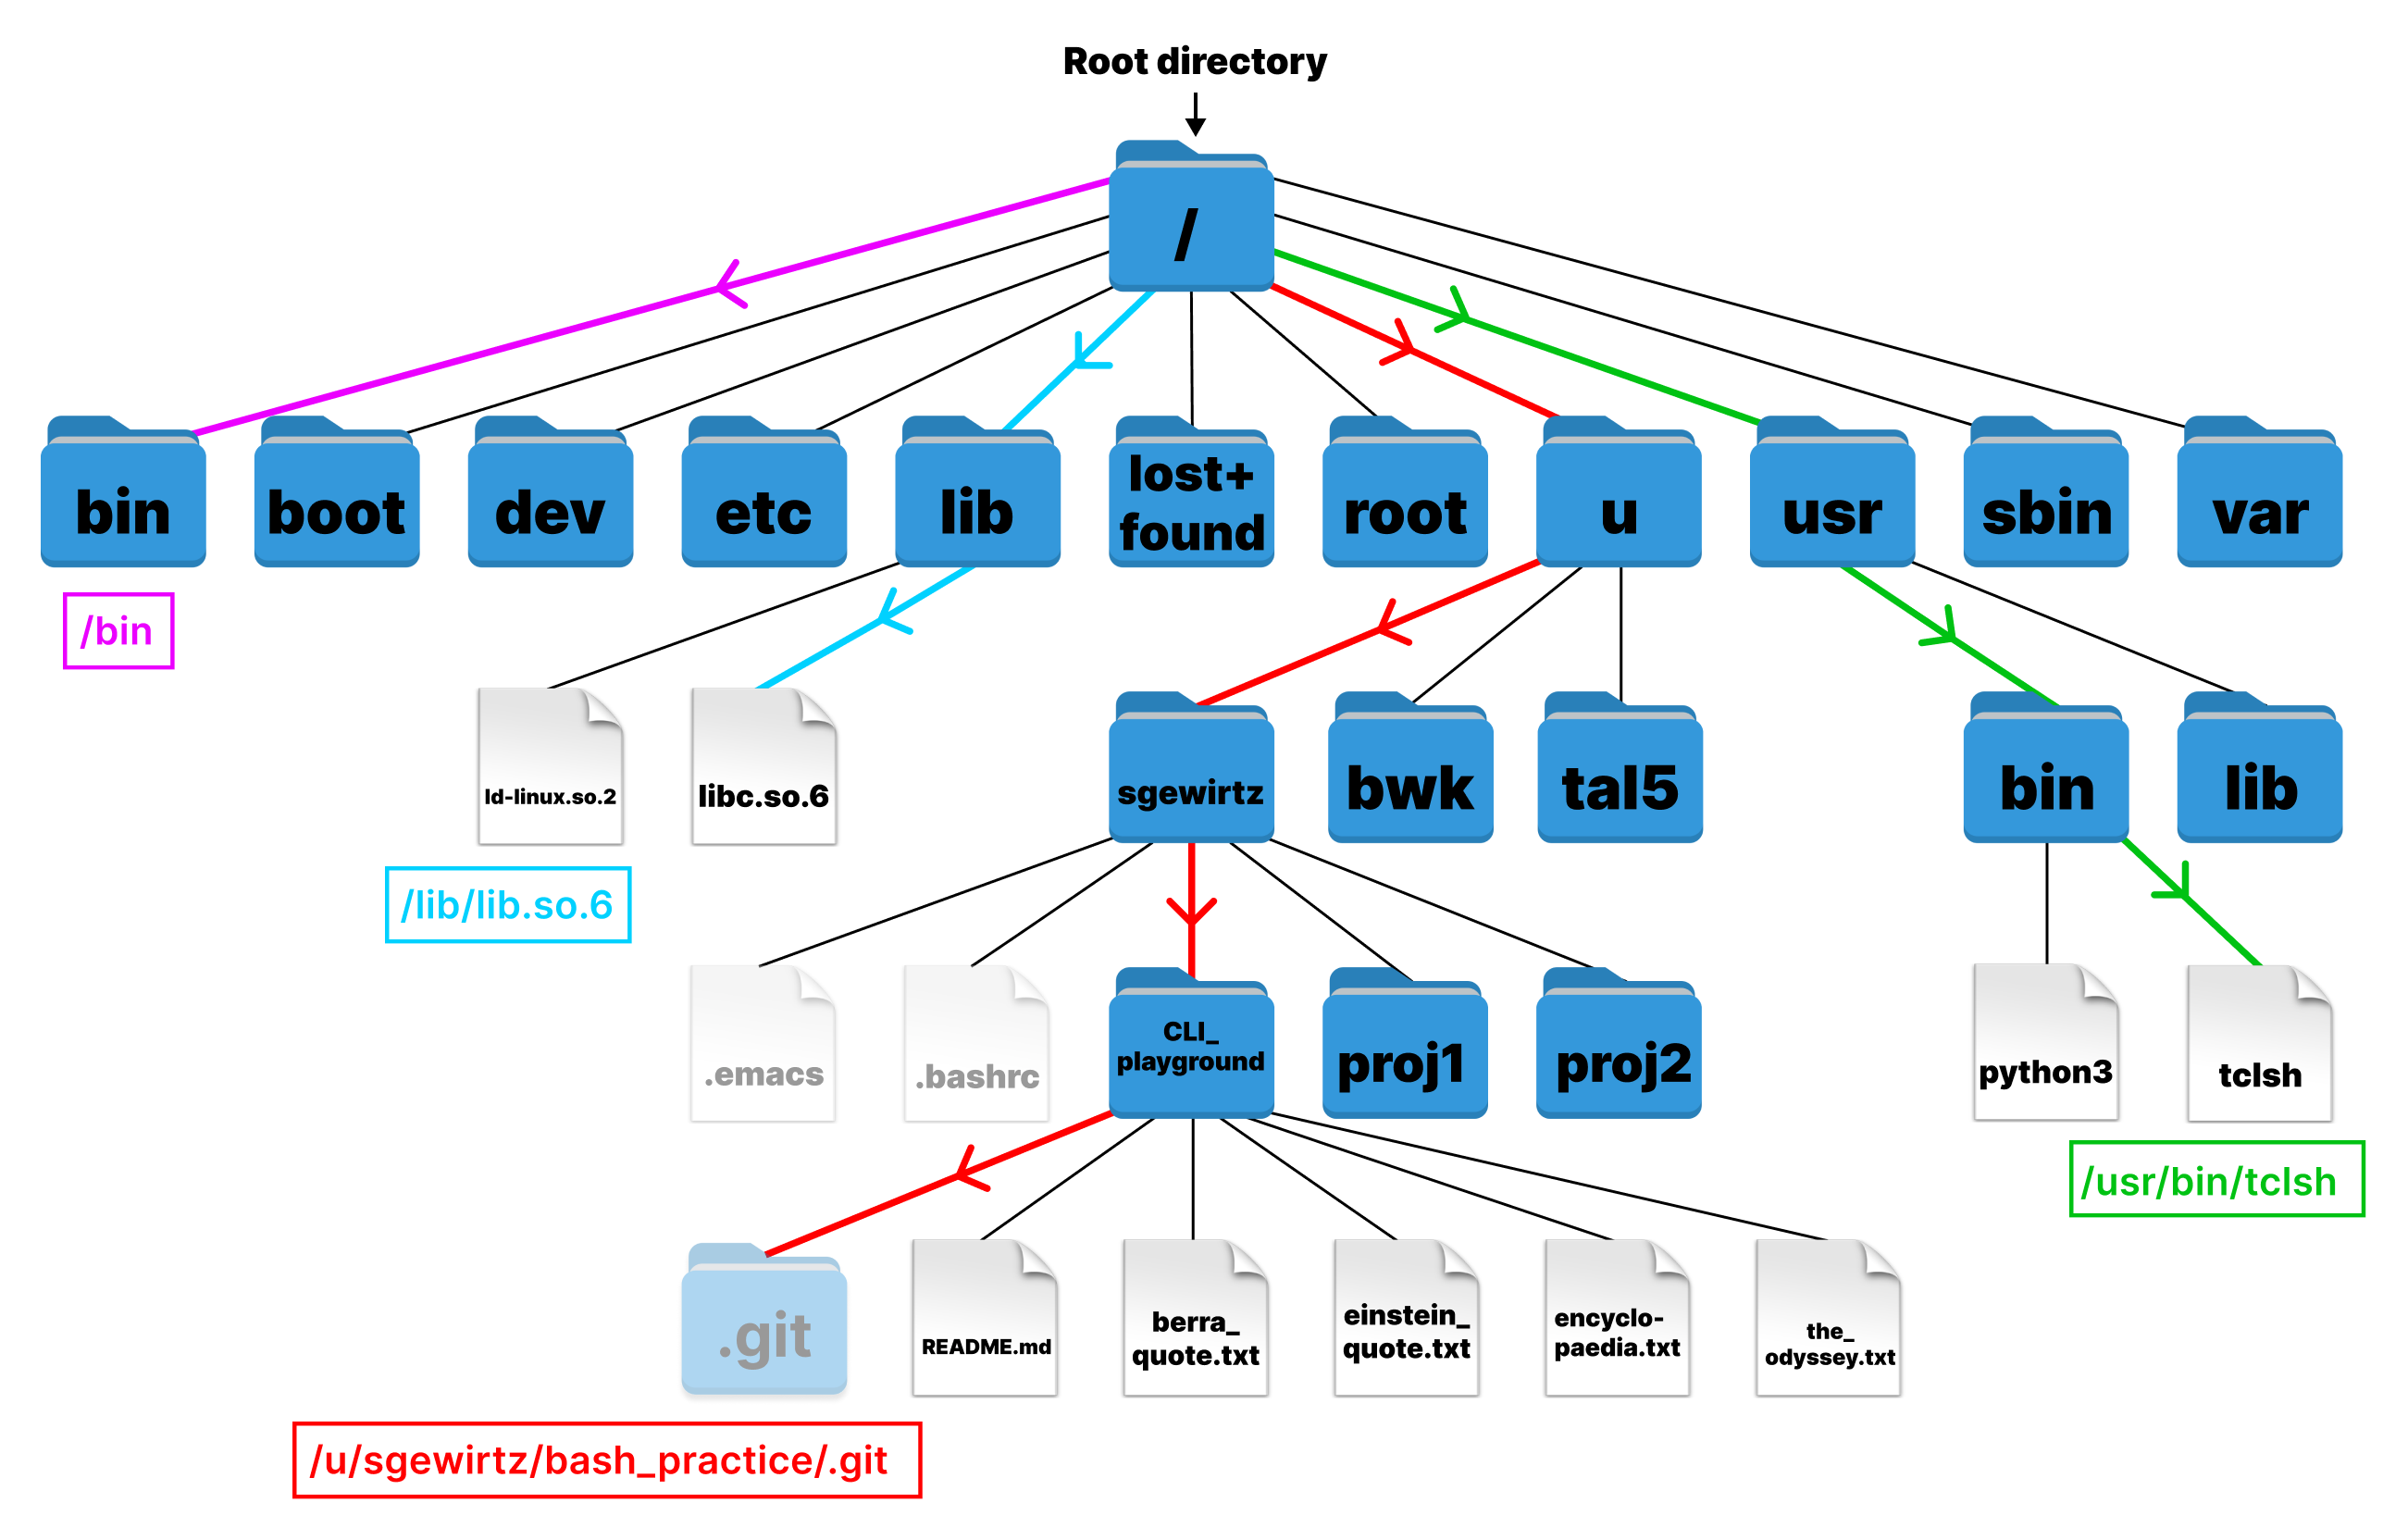 Root directory
/
bin
boot
dev
etc
lib
lost+
found
root
u
usr
sbin
var
/bin
ld-linux.so.2
libc.so.6
sgewirtz
bwk
tal5
bin
lib
/lib/lib.so.6
.emacs
.bashrc
CLI_
playground
proj1
proj2
python3
tclsh
/usr/bin/tclsh
.git
README.md
berra_
quote.txt
einstein_
quote.txt
encyclo-
paedia.txt
the_
odyssey.txt
/u/sgewirtz/bash_practice/.git